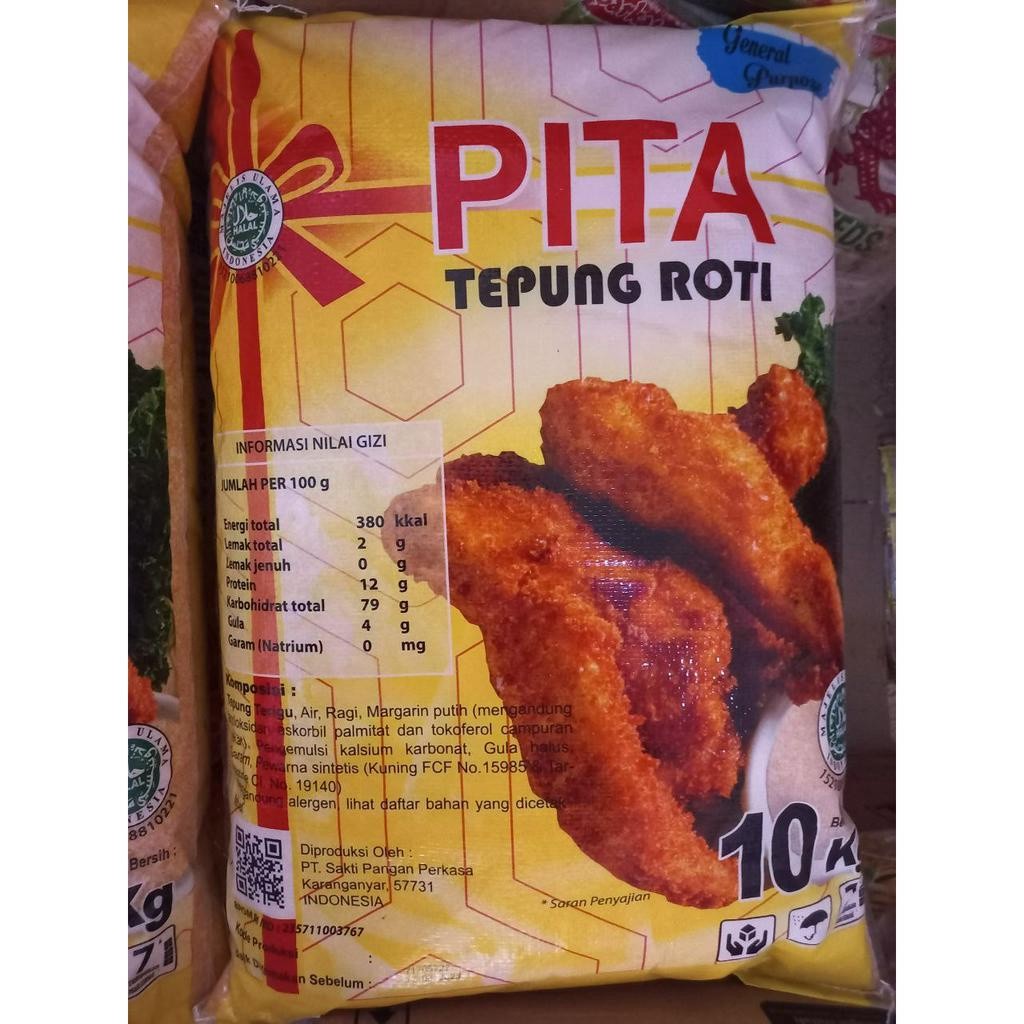 General
Purpose
PITA
TEPUNG ROTI
MAJELIS ULAMA
حلال
HALAL
INDONESIA
INFORMASI NILAI GIZI
JUMLAH PER 100 g
Energi total 380 kkal
Lemak total 2 g
Lemak jenuh 0 g
Protein 12 g
Karbohidrat total 79 g
Gula 4 g
Garam (Natrium) 0 mg
Komposisi :
Tepung Terigu, Air, Ragi, Margarin putih (mengandung
askorbil palmitat dan tokoferol campuran
Pengemulsi kalsium karbonat, Gula halus,
Pewarna sintetis (Kuning FCF No.15985 & Tar-
CI. No. 19140)
alergen, lihat daftar bahan yang dicetak
Diproduksi Oleh :
PT. Sakti Pangan Perkasa
Karanganyar, 57731
INDONESIA
235711003767
Kode Produksi :
Sebelum :
* Saran Penyajian
10 Kg
Bersih :
Kg
7